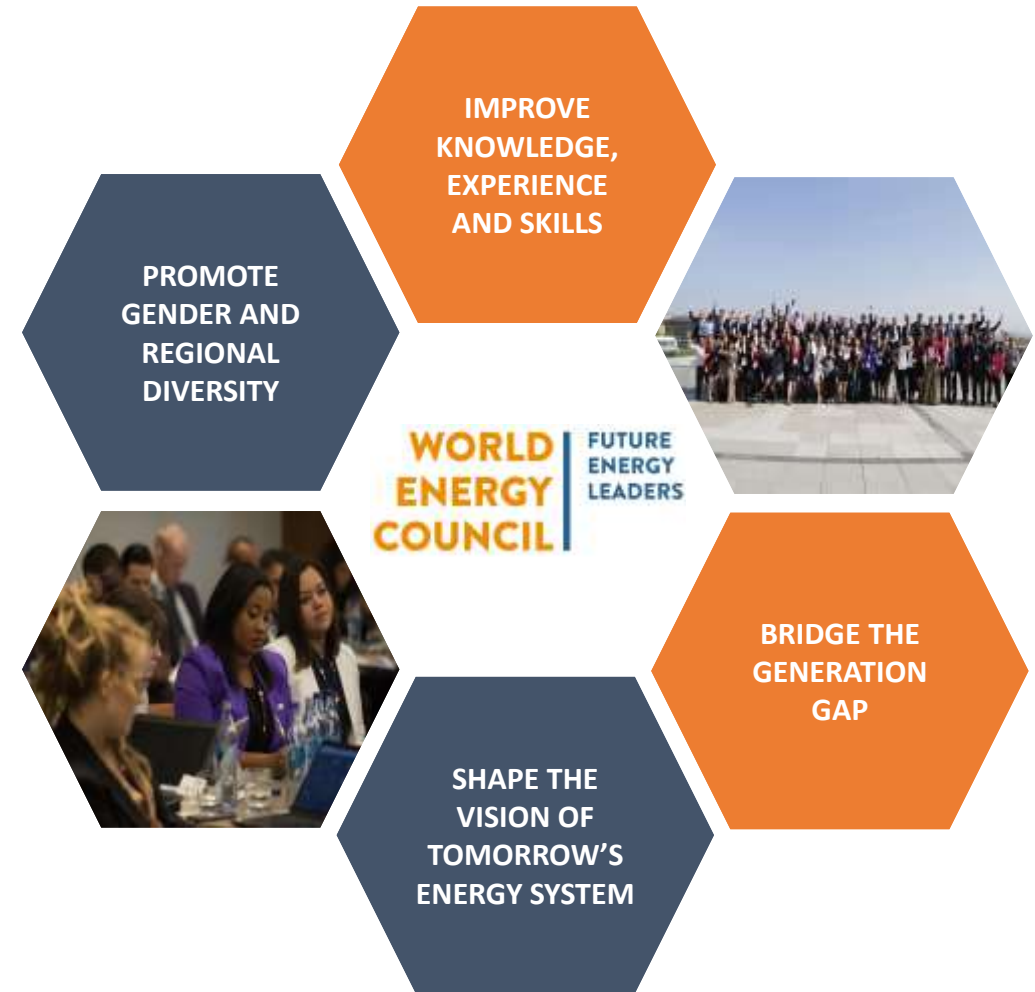 IMPROVE
KNOWLEDGE,
EXPERIENCE
AND SKILLS
PROMOTE
GENDER AND
REGIONAL
DIVERSITY
WORLD
ENERGY
COUNCIL
FUTURE
ENERGY
LEADERS
BRIDGE THE
GENERATION
GAP
SHAPE THE
VISION OF
TOMORROW’S
ENERGY SYSTEM